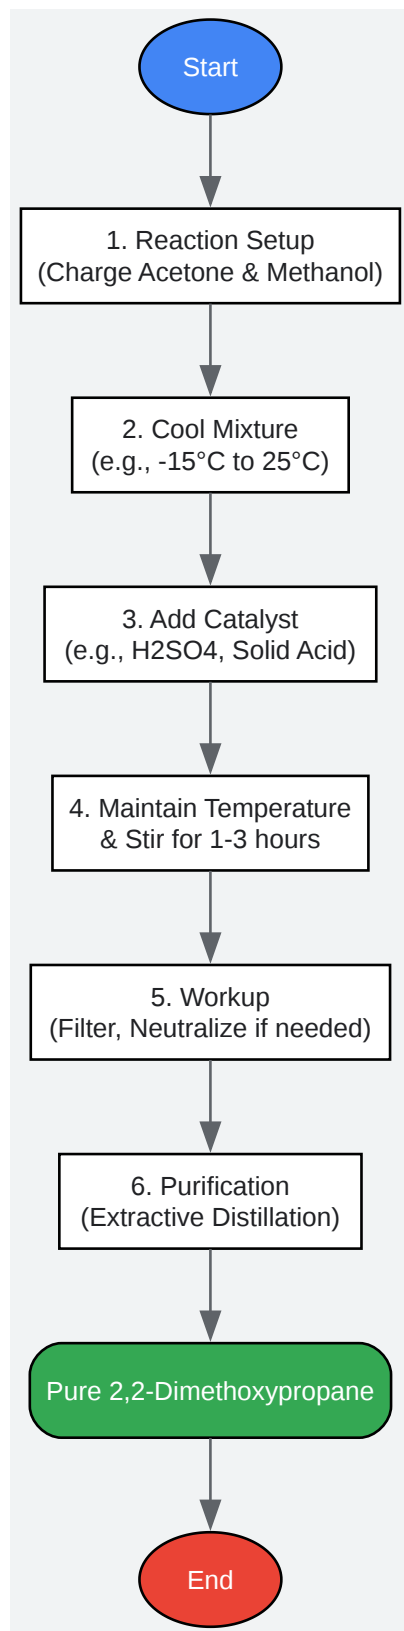 Start
1. Reaction Setup
(Charge Acetone & Methanol)
2. Cool Mixture
(e.g., -15°C to 25°C)
3. Add Catalyst
(e.g., H2SO4, Solid Acid)
4. Maintain Temperature
& Stir for 1-3 hours
5. Workup
(Filter, Neutralize if needed)
6. Purification
(Extractive Distillation)
Pure 2,2-Dimethoxypropane
End